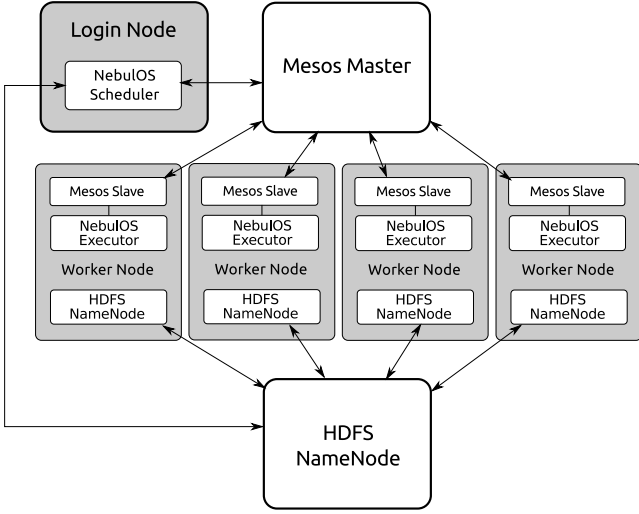 Login Node
NebulOS
Scheduler
Mesos Master
Mesos Slave
NebulOS
Executor
Worker Node
HDFS
NameNode
Mesos Slave
NebulOS
Executor
Worker Node
HDFS
NameNode
Mesos Slave
NebulOS
Executor
Worker Node
HDFS
NameNode
Mesos Slave
NebulOS
Executor
Worker Node
HDFS
NameNode
HDFS
NameNode